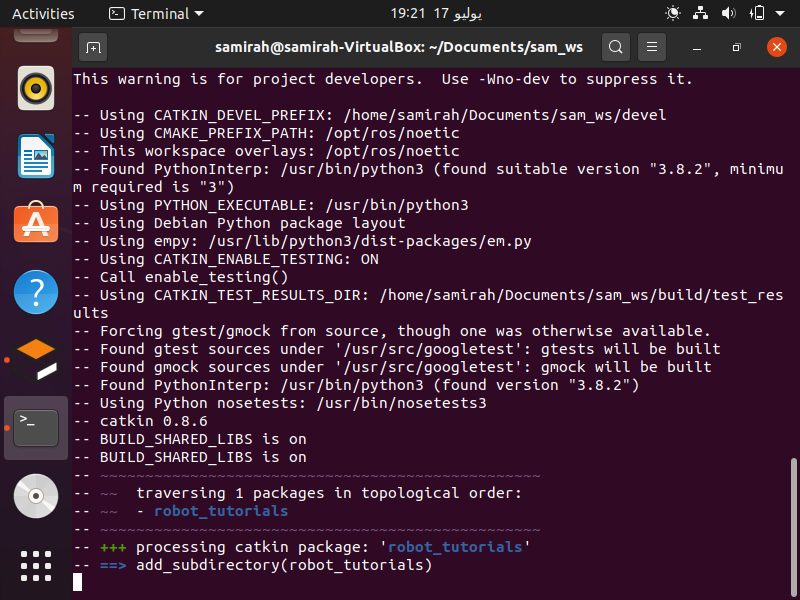 Activities
Terminal
19:21 17 يوليو
samirah@samirah-VirtualBox: ~/Documents/sam_ws
This warning is for project developers.  Use -Wno-dev to suppress it.
-- Using CATKIN_DEVEL_PREFIX: /home/samirah/Documents/sam_ws/devel
-- Using CMAKE_PREFIX_PATH: /opt/ros/noetic
-- This workspace overlays: /opt/ros/noetic
-- Found PythonInterp: /usr/bin/python3 (found suitable version "3.8.2", minimu
m required is "3")
-- Using PYTHON_EXECUTABLE: /usr/bin/python3
-- Using Debian Python package layout
-- Using empy: /usr/lib/python3/dist-packages/em.py
-- Using CATKIN_ENABLE_TESTING: ON
-- Call enable_testing()
-- Using CATKIN_TEST_RESULTS_DIR: /home/samirah/Documents/sam_ws/build/test_res
ults
-- Forcing gtest/gmock from source, though one was otherwise available.
-- Found gtest sources under '/usr/src/googletest': gtests will be built
-- Found gmock sources under '/usr/src/googletest': gmock will be built
-- Found PythonInterp: /usr/bin/python3 (found version "3.8.2")
-- Using Python nosetests: /usr/bin/nosetests3
-- catkin 0.8.6
-- BUILD_SHARED_LIBS is on
-- BUILD_SHARED_LIBS is on
-- ~~~~~~~~~~~~~~~~~~~~~~~~~~~~~~~~~~~~~~~~~~~~~~~~~
-- ~~  traversing 1 packages in topological order:
-- ~~  - robot_tutorials
-- ~~~~~~~~~~~~~~~~~~~~~~~~~~~~~~~~~~~~~~~~~~~~~~~~~
-- +++ processing catkin package: 'robot_tutorials'
-- ==> add_subdirectory(robot_tutorials)